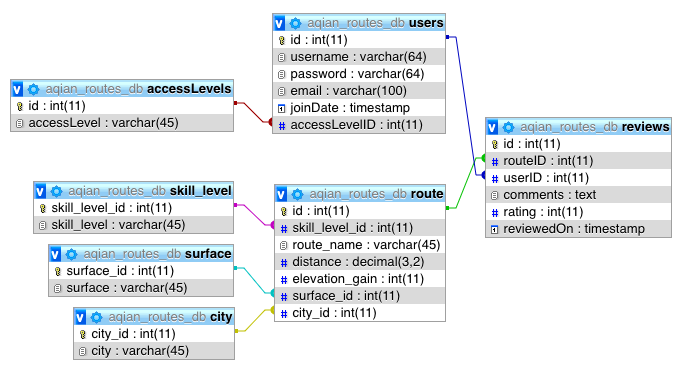 aqian_routes_db users
id : int(11)
username : varchar(64)
password : varchar(64)
email : varchar(100)
joinDate : timestamp
accessLevelID : int(11)
aqian_routes_db accessLevels
id : int(11)
accessLevel : varchar(45)
aqian_routes_db reviews
id : int(11)
routeID : int(11)
userID : int(11)
comments : text
rating : int(11)
reviewedOn : timestamp
aqian_routes_db skill_level
skill_level_id : int(11)
skill_level : varchar(45)
aqian_routes_db route
id : int(11)
skill_level_id : int(11)
route_name : varchar(45)
distance : decimal(3,2)
elevation_gain : int(11)
surface_id : int(11)
city_id : int(11)
aqian_routes_db surface
surface_id : int(11)
surface : varchar(45)
aqian_routes_db city
city_id : int(11)
city : varchar(45)